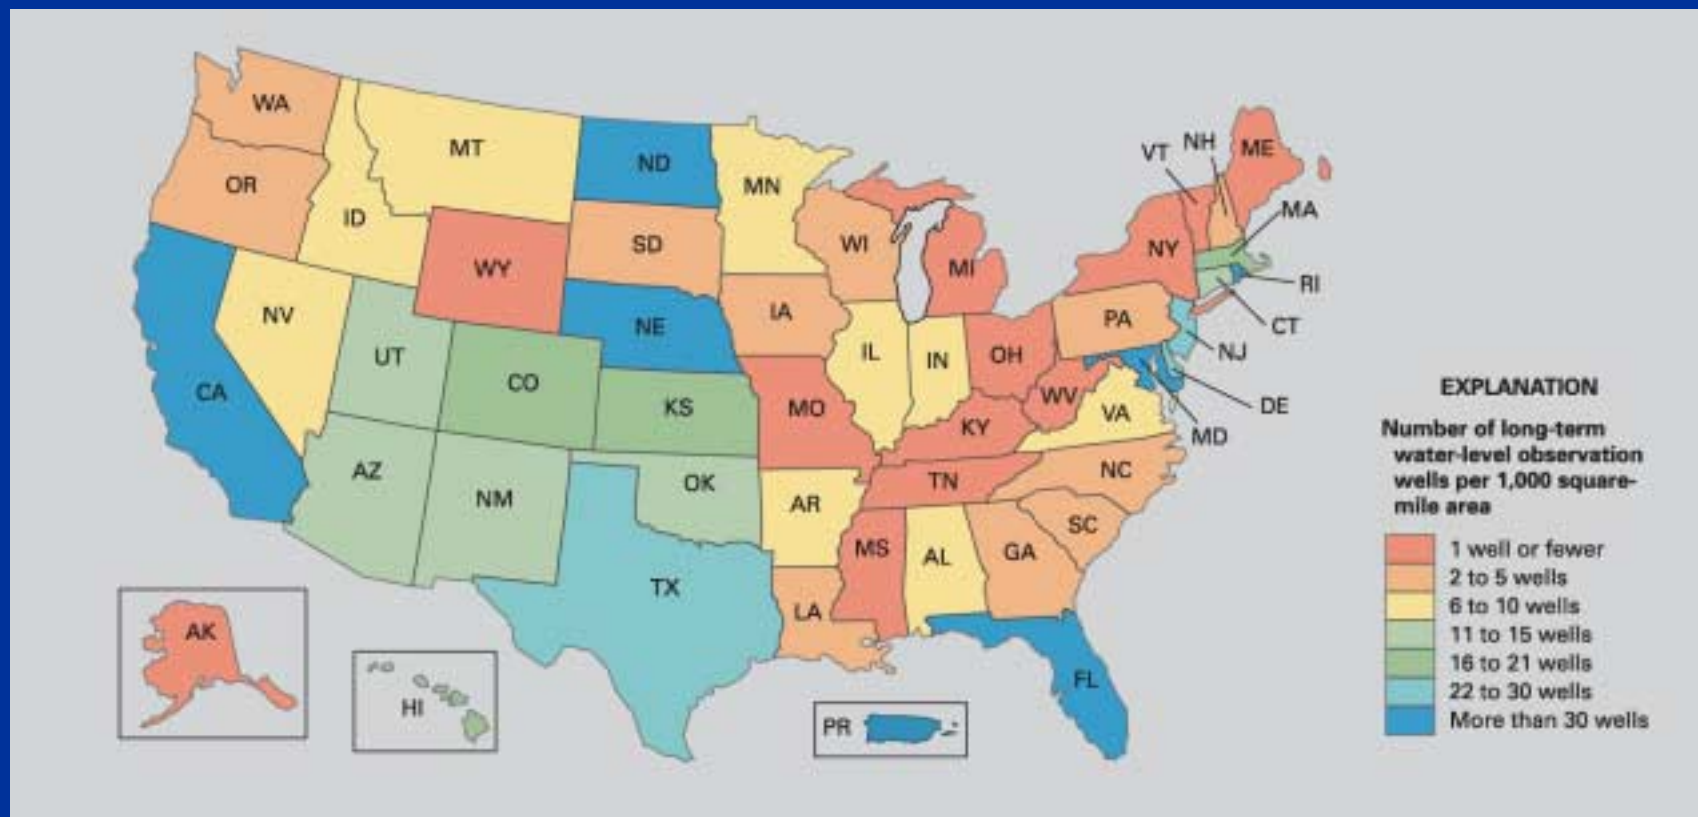 WA
MT
ND
MN
VT
NH
ME
OR
ID
SD
WI
MI
NY
MA
WY
RI
NV
NE
IA
PA
CT
UT
IL
IN
OH
NJ
CA
CO
KS
MO
WV
VA
DE
KY
MD
AZ
NM
OK
AR
TN
NC
SC
TX
MS
AL
GA
LA
AK
HI
PR
FL
EXPLANATION
Number of long-term
water-level observation
wells per 1,000 square-
mile area
1 well or fewer
2 to 5 wells
6 to 10 wells
11 to 15 wells
16 to 21 wells
22 to 30 wells
More than 30 wells